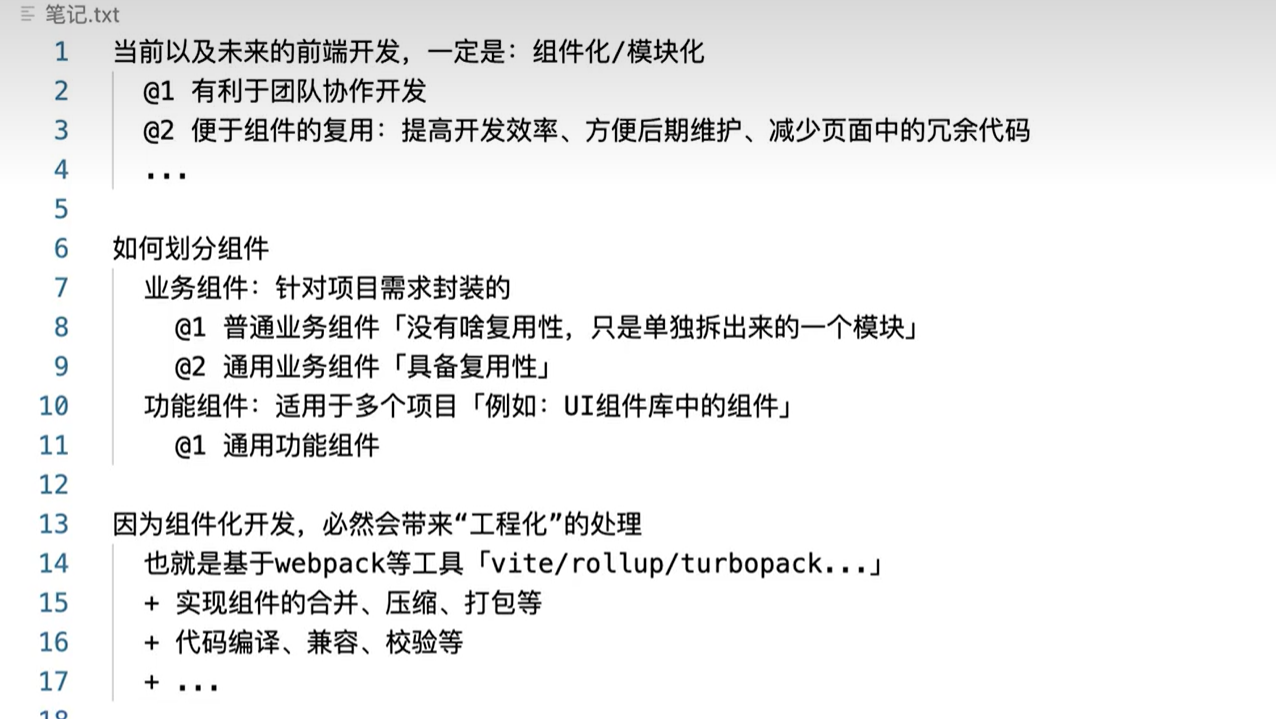 笔记.txt
1 当前以及未来的前端开发，一定是：组件化/模块化
2 @1 有利于团队协作开发
3 @2 便于组件的复用：提高开发效率、方便后期维护、减少页面中的冗余代码
4 ...
5
6 如何划分组件
7 业务组件：针对项目需求封装的
8 @1 普通业务组件「没有啥复用性，只是单独拆出来的一个模块」
9 @2 通用业务组件「具备复用性」
10 功能组件：适用于多个项目「例如：UI组件库中的组件」
11 @1 通用功能组件
12
13 因为组件化开发，必然会带来“工程化”的处理
14 也就是基于webpack等工具「vite/rollup/turbopack...」
15 + 实现组件的合并、压缩、打包等
16 + 代码编译、兼容、校验等
17 + ...
18